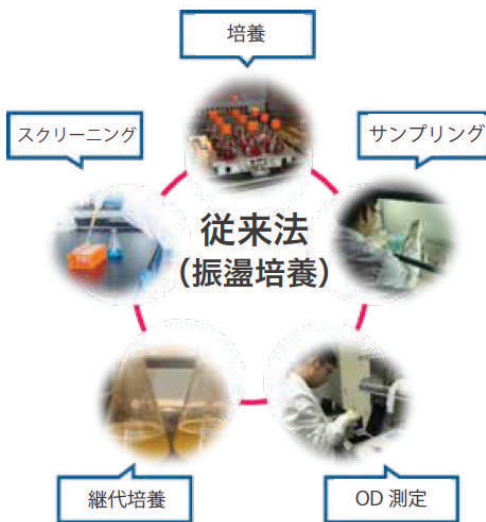 培養
スクリーニング
サンプリング
従来法
（振盪培養）
継代培養
OD 測定